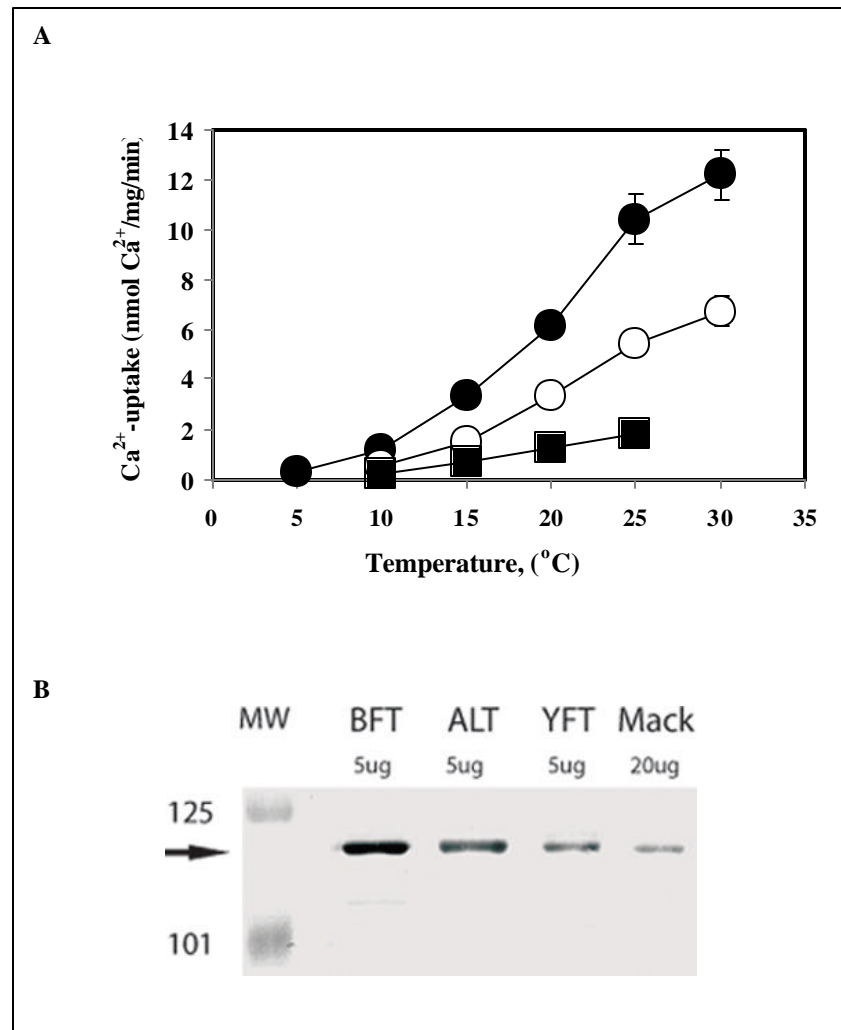 A
14
12
10
8
6
4
2
0
Ca²⁺-uptake (nmol Ca²⁺/mg/min)
0 5 10 15 20 25 30 35
Temperature, (°C)
B
MW BFT ALT YFT Mack
5ug 5ug 5ug 20ug
125
101